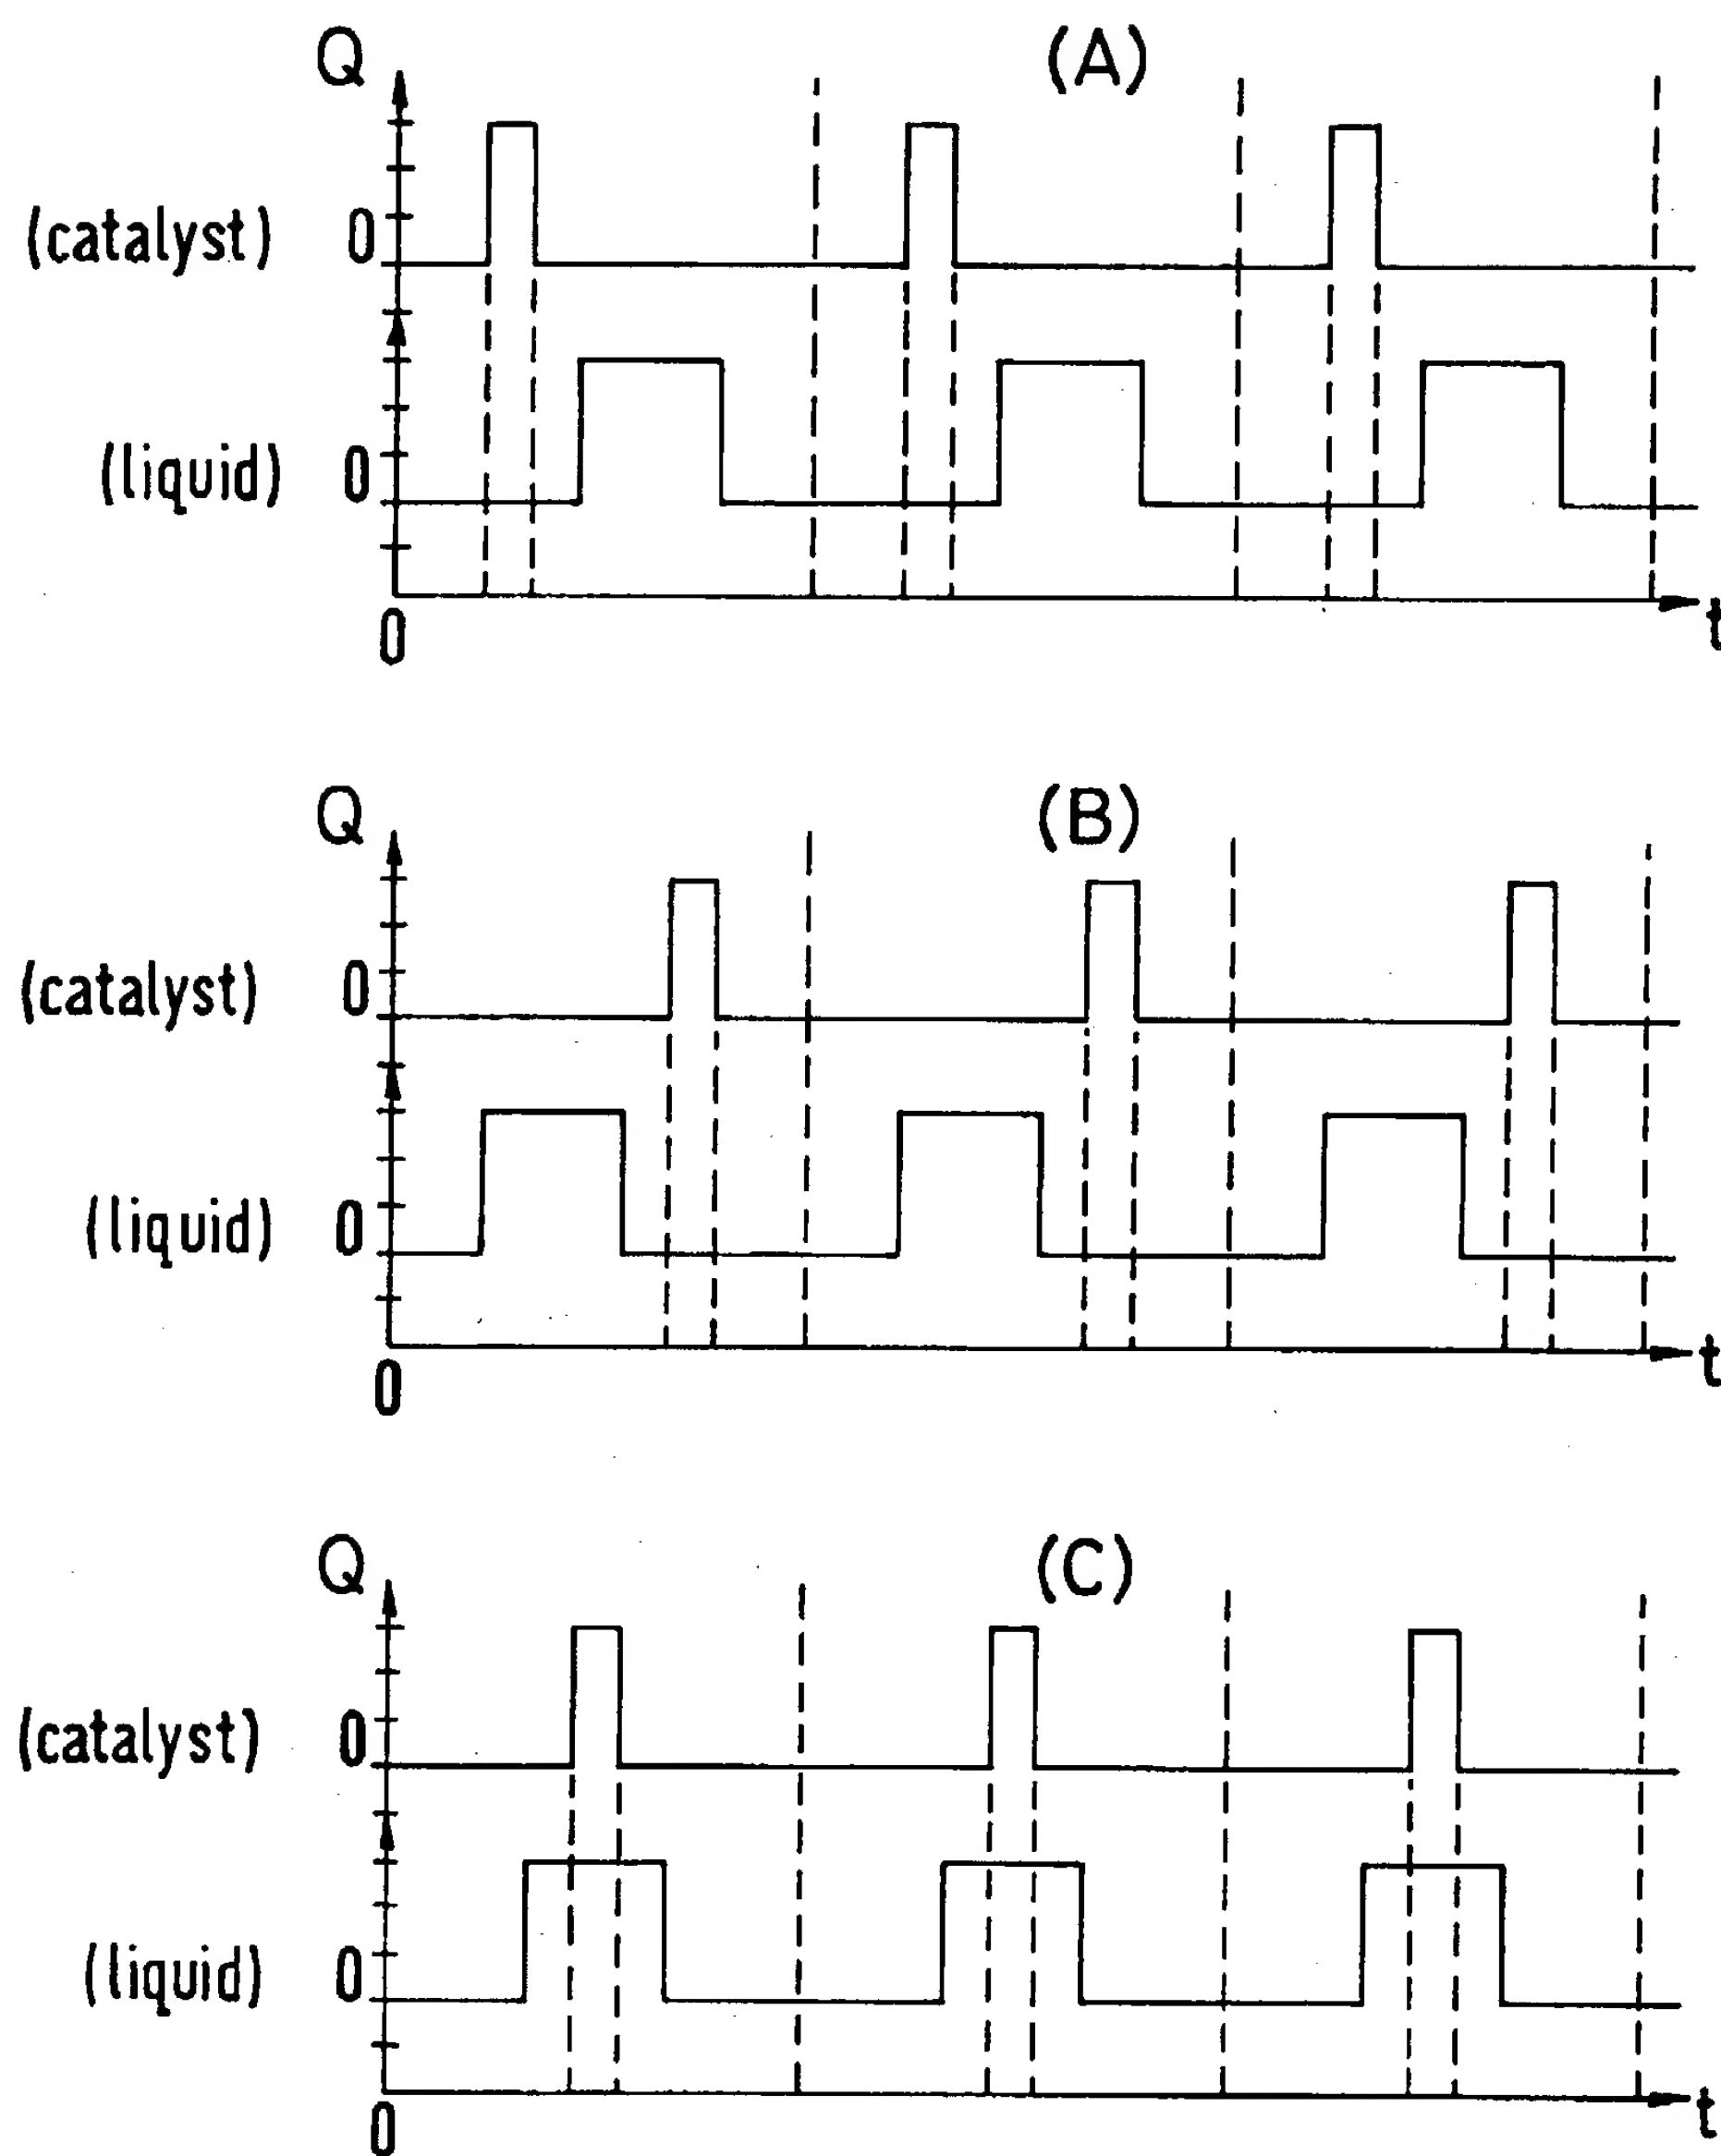 Q (A)
(catalyst) 0
(liquid) 0
0 t
Q (B)
(catalyst) 0
(liquid) 0
0 t
Q (C)
(catalyst) 0
(liquid) 0
0 t